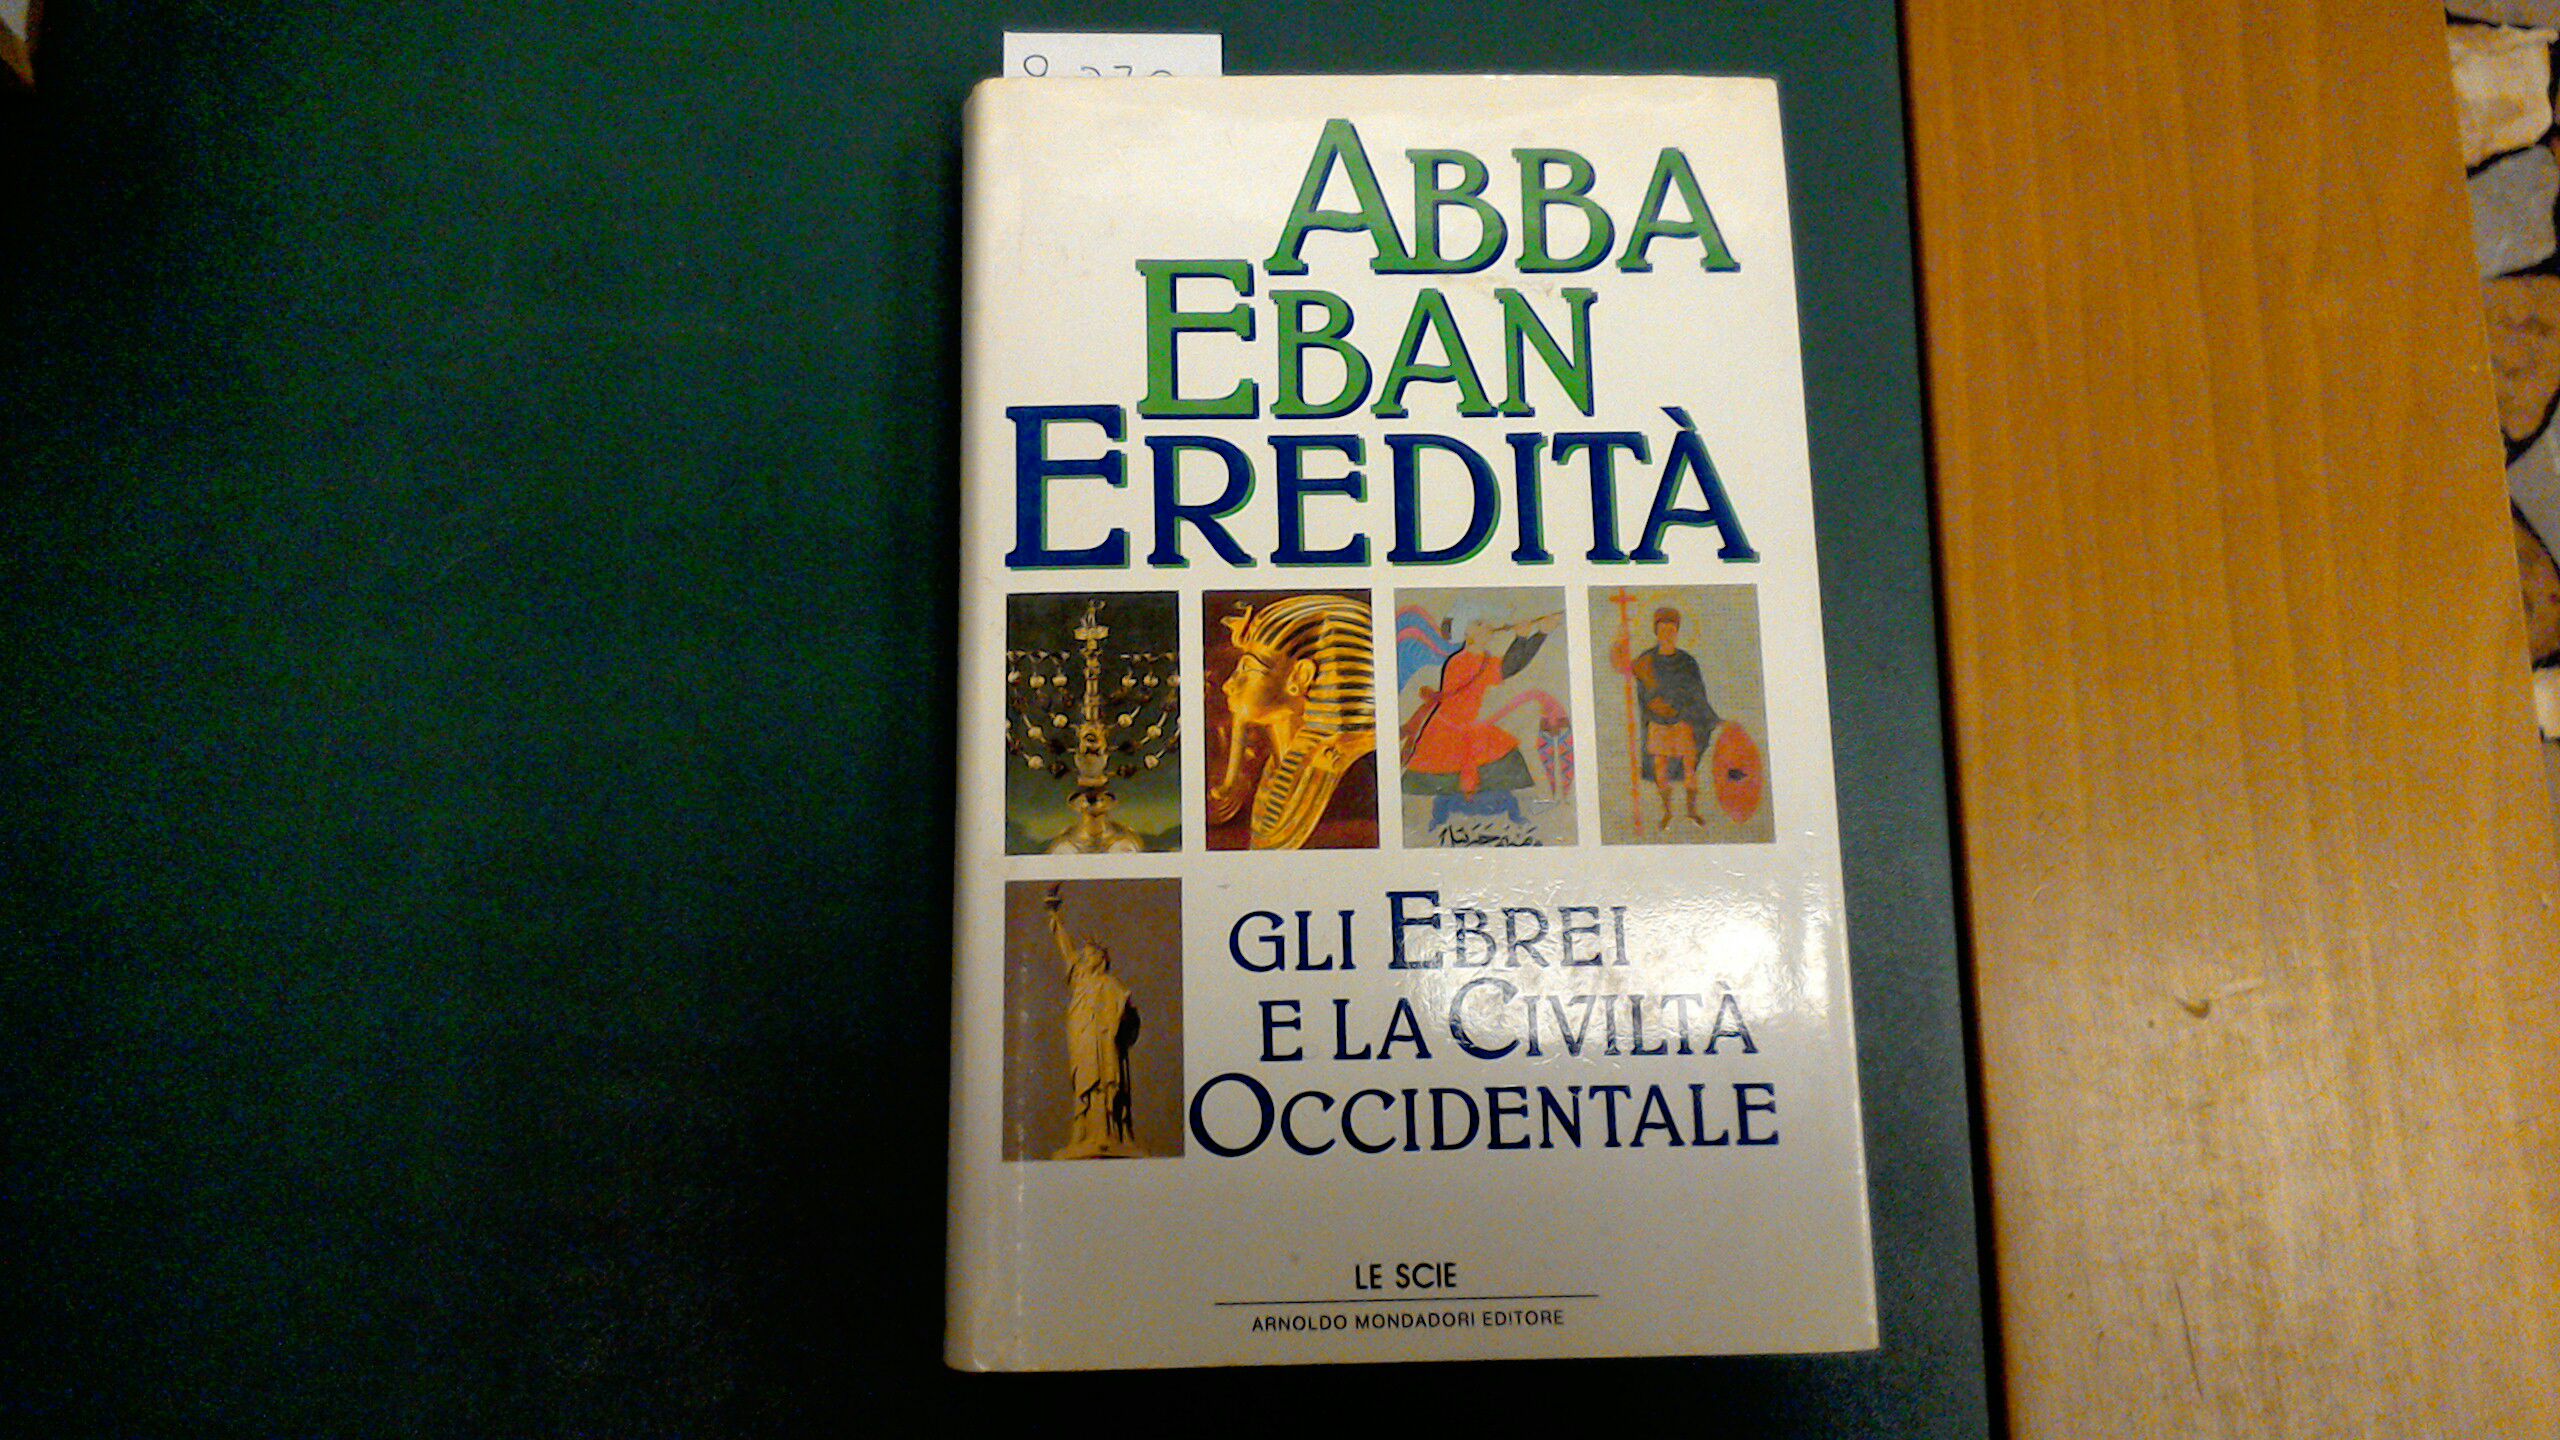 ABBA
EBAN
EREDITÀ
GLI EBREI
E LA CIVILTÀ
OCCIDENTALE
LE SCIE
ARNOLDO MONDADORI EDITORE